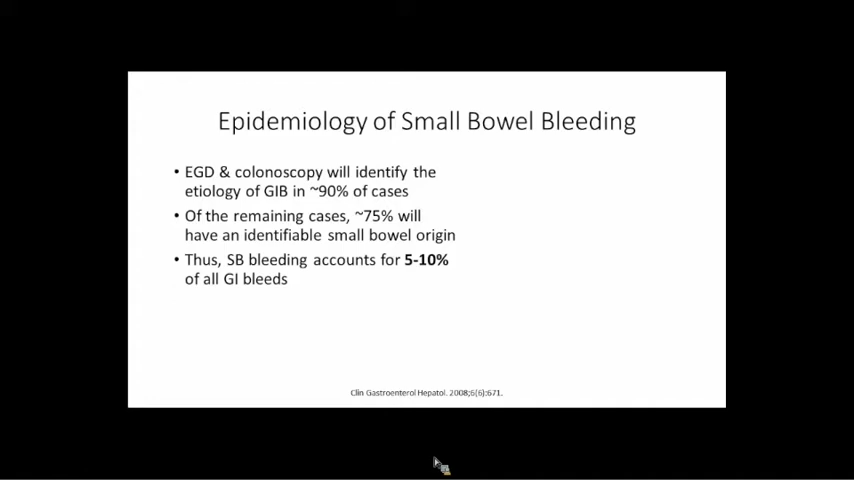 Epidemiology of Small Bowel Bleeding
• EGD & colonoscopy will identify the
etiology of GIB in ~90% of cases
• Of the remaining cases, ~75% will
have an identifiable small bowel origin
• Thus, SB bleeding accounts for 5-10%
of all GI bleeds
Clin Gastroenterol Hepatol. 2008;6(6):671.